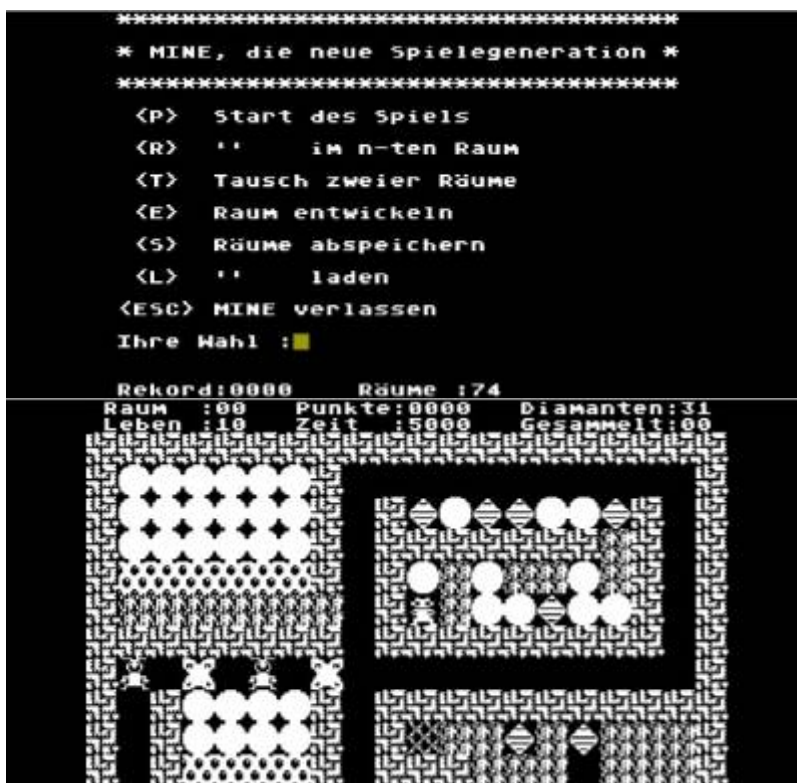 ***********************************
* MINE, die neue Spielegeneration *
***********************************
<P> Start des Spiels
<R> '' im n-ten Raum
<T> Tausch zweier Räume
<E> Raum entwickeln
<S> Räume abspeichern
<L> '' laden
<ESC> MINE verlassen
Ihre Wahl :
Rekord:0000 Räume :74
Raum :00 Punkte:0000 Diamanten:31
Leben :10 Zeit :5000 Gesammelt:00